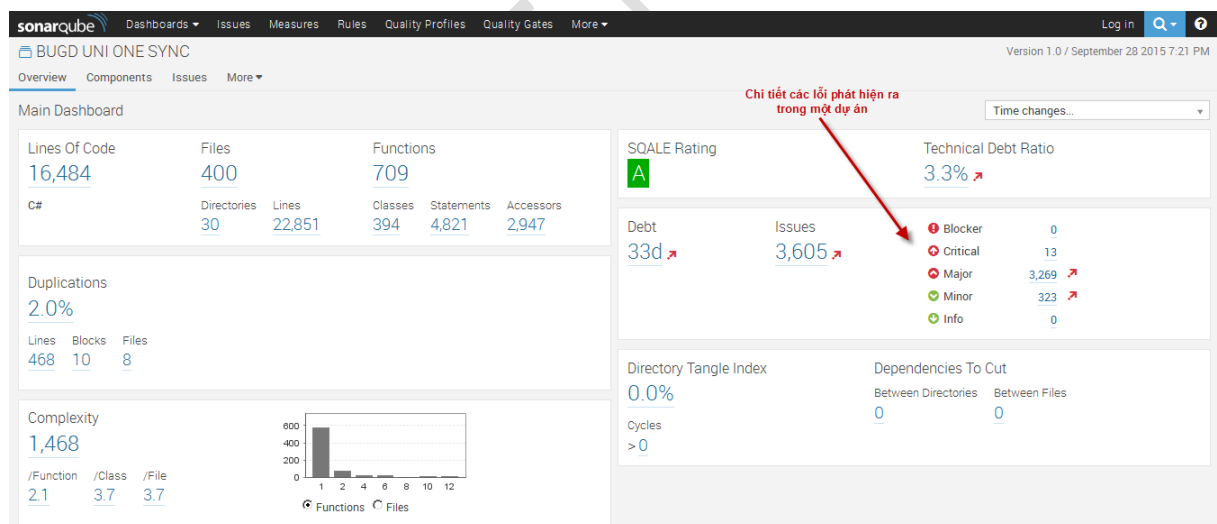 sonarqube Dashboards Issues Measures Rules Quality Profiles Quality Gates More Log in
BUGD UNI ONE SYNC
Version 1.0 / September 28 2015 7:21 PM
Overview Components Issues More
Main Dashboard
Chi tiết các lỗi phát hiện ra
trong một dự án
Time changes...
Lines Of Code Files Functions
16,484 400 709
C# Directories Lines Classes Statements Accessors
30 22,851 394 4,821 2,947
SQALE Rating Technical Debt Ratio
A 3.3%
Debt Issues
33d 3,605
Blocker 0
Critical 13
Major 3,269
Minor 323
Info 0
Duplications
2.0%
Lines Blocks Files
468 10 8
Directory Tangle Index Dependencies To Cut
0.0% Between Directories Between Files
0 0
Cycles
> 0
Complexity
1,468
/Function /Class /File
2.1 3.7 3.7
600
400
200
0
1 2 4 6 8 10 12
Functions Files